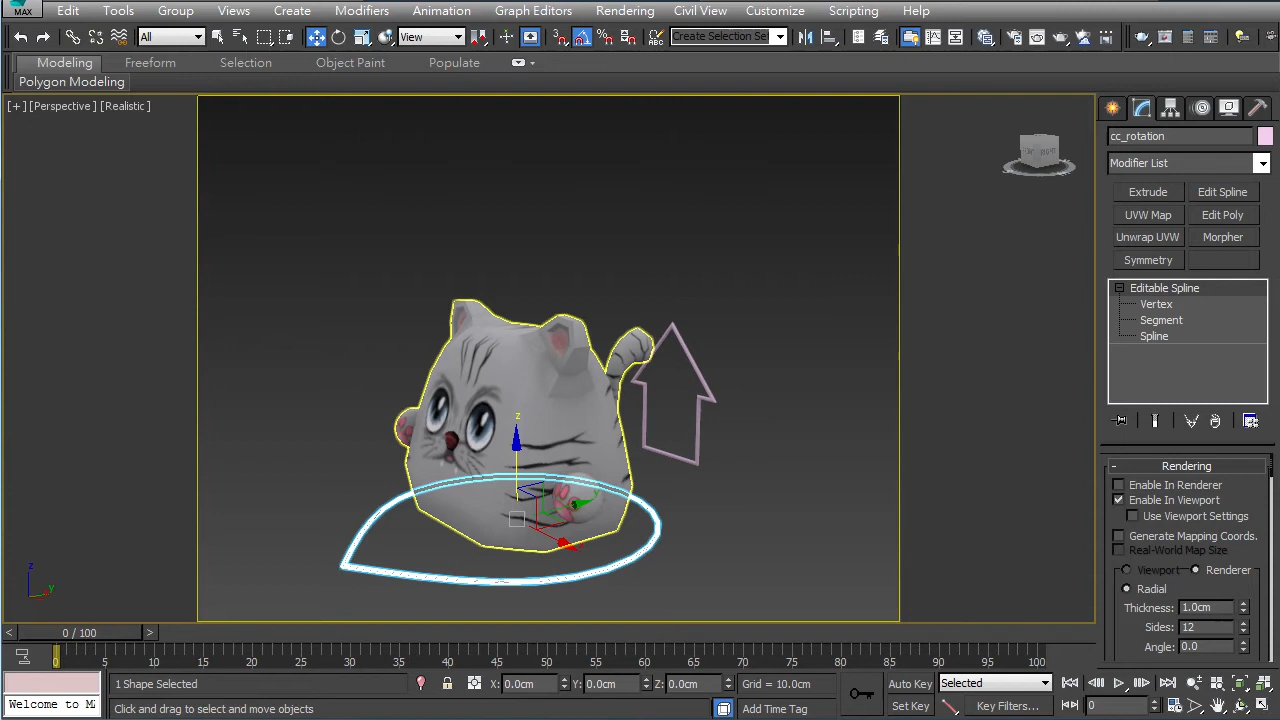 MAX Edit Tools Group Views Create Modifiers Animation Graph Editors Rendering Civil View Customize Scripting Help
All View Create Selection Set
Modeling Freeform Selection Object Paint Populate
Polygon Modeling
[+][Perspective][Realistic]
cc_rotation
Modifier List
Extrude Edit Spline
UVW Map Edit Poly
Unwrap UVW Morpher
Symmetry
Editable Spline
Vertex
Segment
Spline
Rendering
Enable In Renderer
Enable In Viewport
Use Viewport Settings
Generate Mapping Coords.
Real-World Map Size
Viewport Renderer
Radial
Thickness: 1.0cm
Sides: 12
Angle: 0.0
z
y
z
y
0 / 100
0 5 10 15 20 25 30 35 40 45 50 55 60 65 70 75 80 85 90 95 100
1 Shape Selected X: 0.0cm Y: 0.0cm Z: 0.0cm Grid = 10.0cm Auto Key Selected
Welcome to M Click and drag to select and move objects Add Time Tag Set Key Key Filters... 0